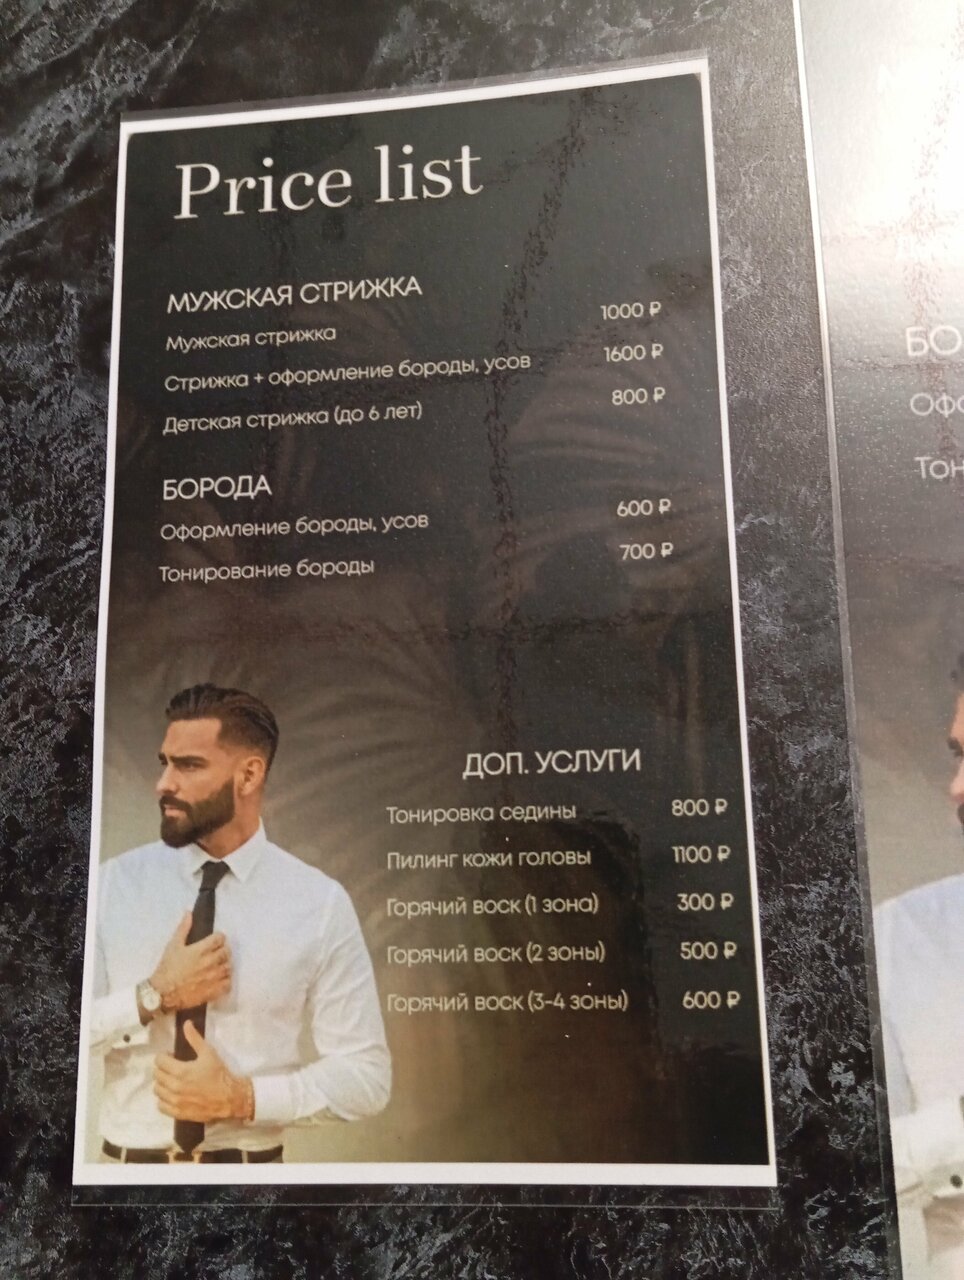 Price list
МУЖСКАЯ СТРИЖКА
Мужская стрижка 1000 ₽
Стрижка + оформление бороды, усов 1600 ₽
Детская стрижка (до 6 лет) 800 ₽
БОРОДА
Оформление бороды, усов 600 ₽
Тонирование бороды 700 ₽
ДОП. УСЛУГИ
Тонировка седины 800 ₽
Пилинг кожи головы 1100 ₽
Горячий воск (1 зона) 300 ₽
Горячий воск (2 зоны) 500 ₽
Горячий воск (3-4 зоны) 600 ₽